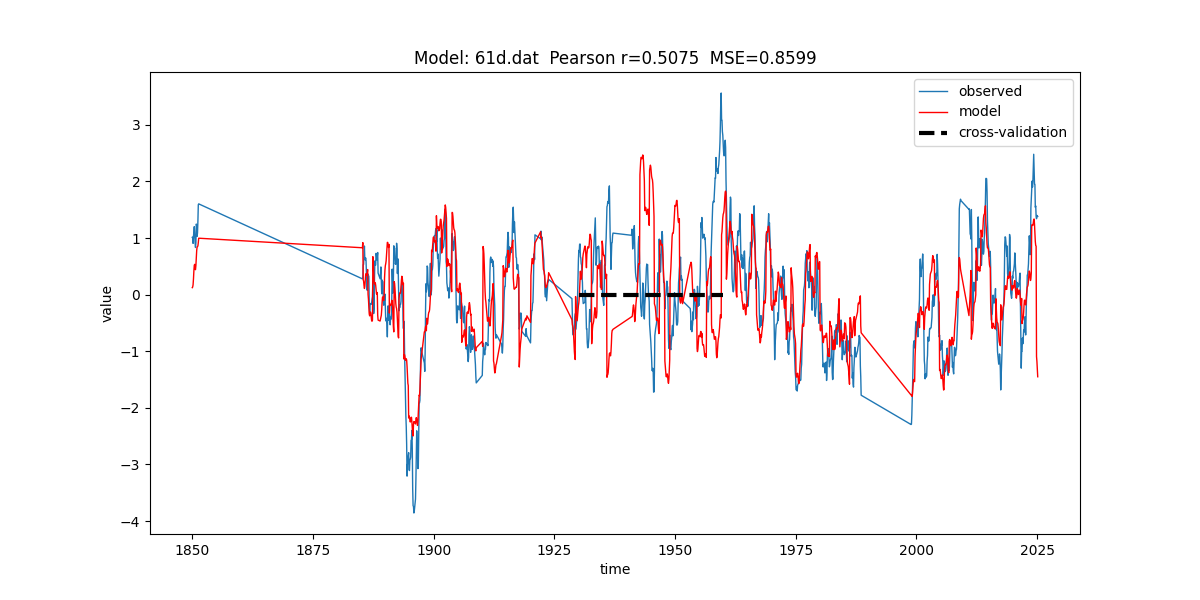 Model: 61d.dat  Pearson r=0.5075  MSE=0.8599
observed
model
cross-validation
value
3
2
1
0
−1
−2
−3
−4
1850
1875
1900
1925
1950
1975
2000
2025
time